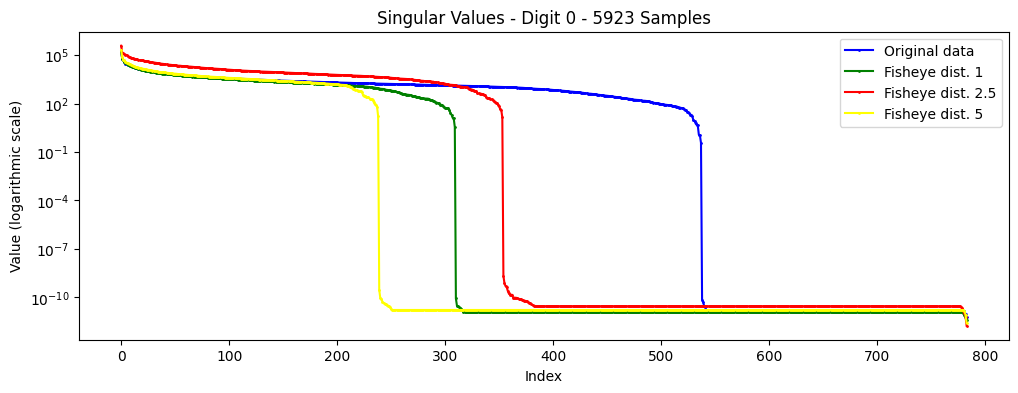 Singular Values - Digit 0 - 5923 Samples
Value (logarithmic scale)
10^5
10^2
10^-1
10^-4
10^-7
10^-10
Original data
Fisheye dist. 1
Fisheye dist. 2.5
Fisheye dist. 5
0 100 200 300 400 500 600 700 800
Index